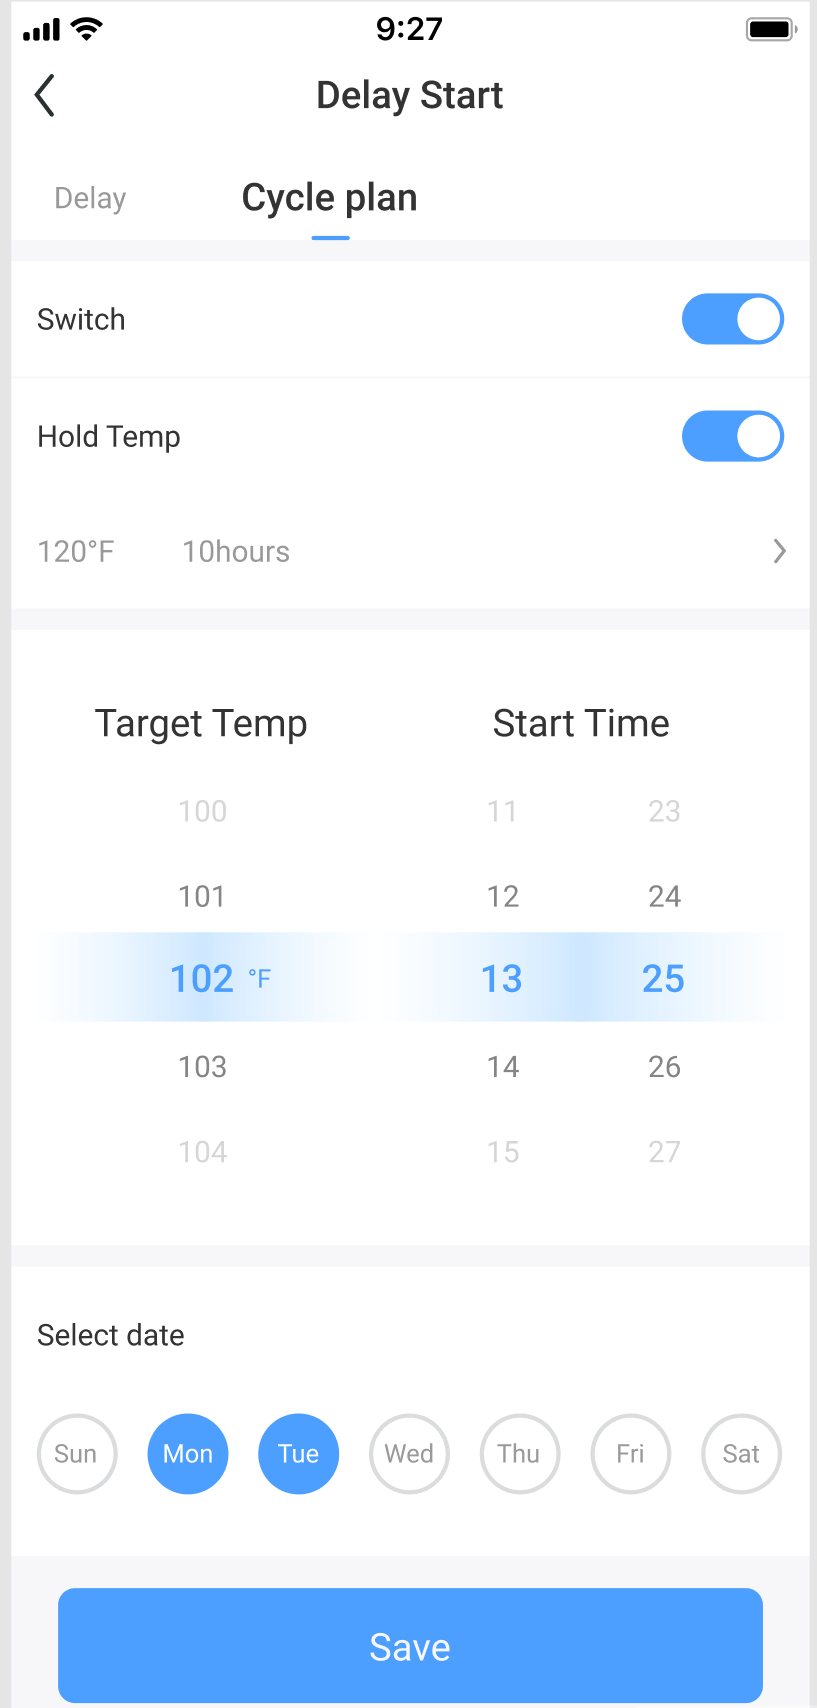 9:27
Delay Start
Delay Cycle plan
Switch
Hold Temp
120°F 10hours
Target Temp Start Time
100 11 23
101 12 24
102 °F 13 25
103 14 26
104 15 27
Select date
Sun Mon Tue Wed Thu Fri Sat
Save